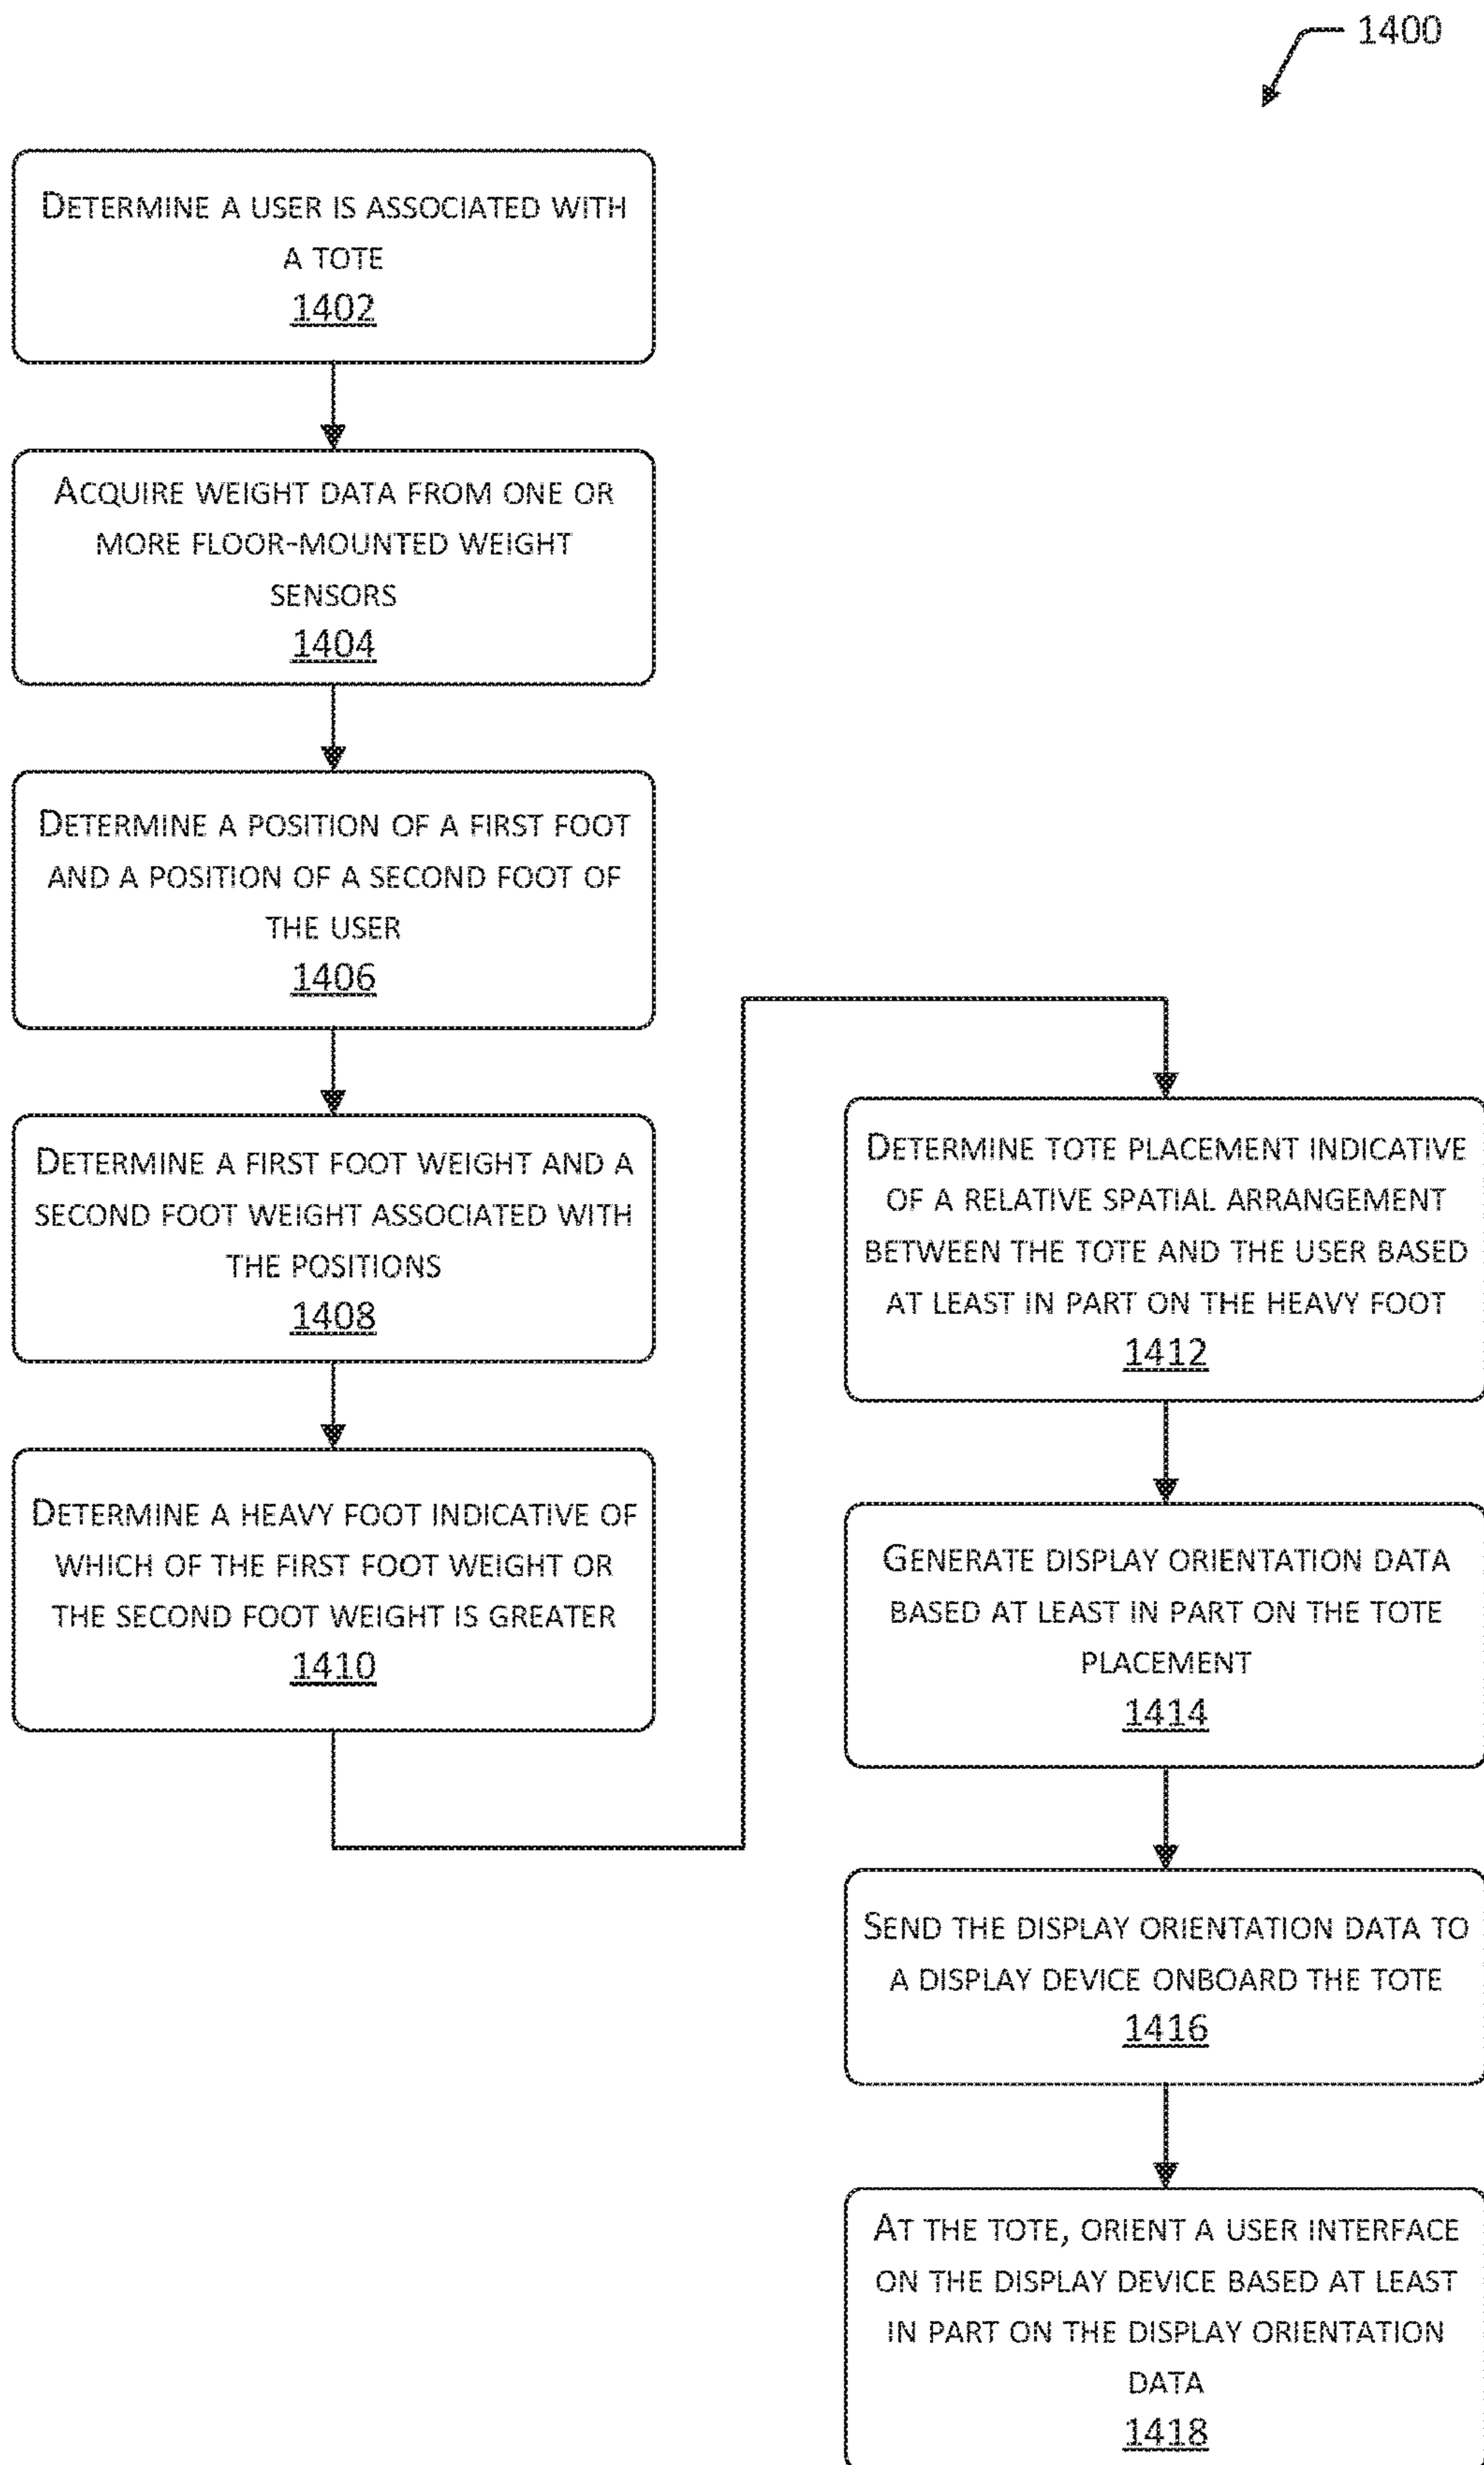 1400
DETERMINE A USER IS ASSOCIATED WITH
A TOTE
1402
ACQUIRE WEIGHT DATA FROM ONE OR
MORE FLOOR-MOUNTED WEIGHT
SENSORS
1404
DETERMINE A POSITION OF A FIRST FOOT
AND A POSITION OF A SECOND FOOT OF
THE USER
1406
DETERMINE A FIRST FOOT WEIGHT AND A
SECOND FOOT WEIGHT ASSOCIATED WITH
THE POSITIONS
1408
DETERMINE A HEAVY FOOT INDICATIVE OF
WHICH OF THE FIRST FOOT WEIGHT OR
THE SECOND FOOT WEIGHT IS GREATER
1410
DETERMINE TOTE PLACEMENT INDICATIVE
OF A RELATIVE SPATIAL ARRANGEMENT
BETWEEN THE TOTE AND THE USER BASED
AT LEAST IN PART ON THE HEAVY FOOT
1412
GENERATE DISPLAY ORIENTATION DATA
BASED AT LEAST IN PART ON THE TOTE
PLACEMENT
1414
SEND THE DISPLAY ORIENTATION DATA TO
A DISPLAY DEVICE ONBOARD THE TOTE
1416
AT THE TOTE, ORIENT A USER INTERFACE
ON THE DISPLAY DEVICE BASED AT LEAST
IN PART ON THE DISPLAY ORIENTATION
DATA
1418